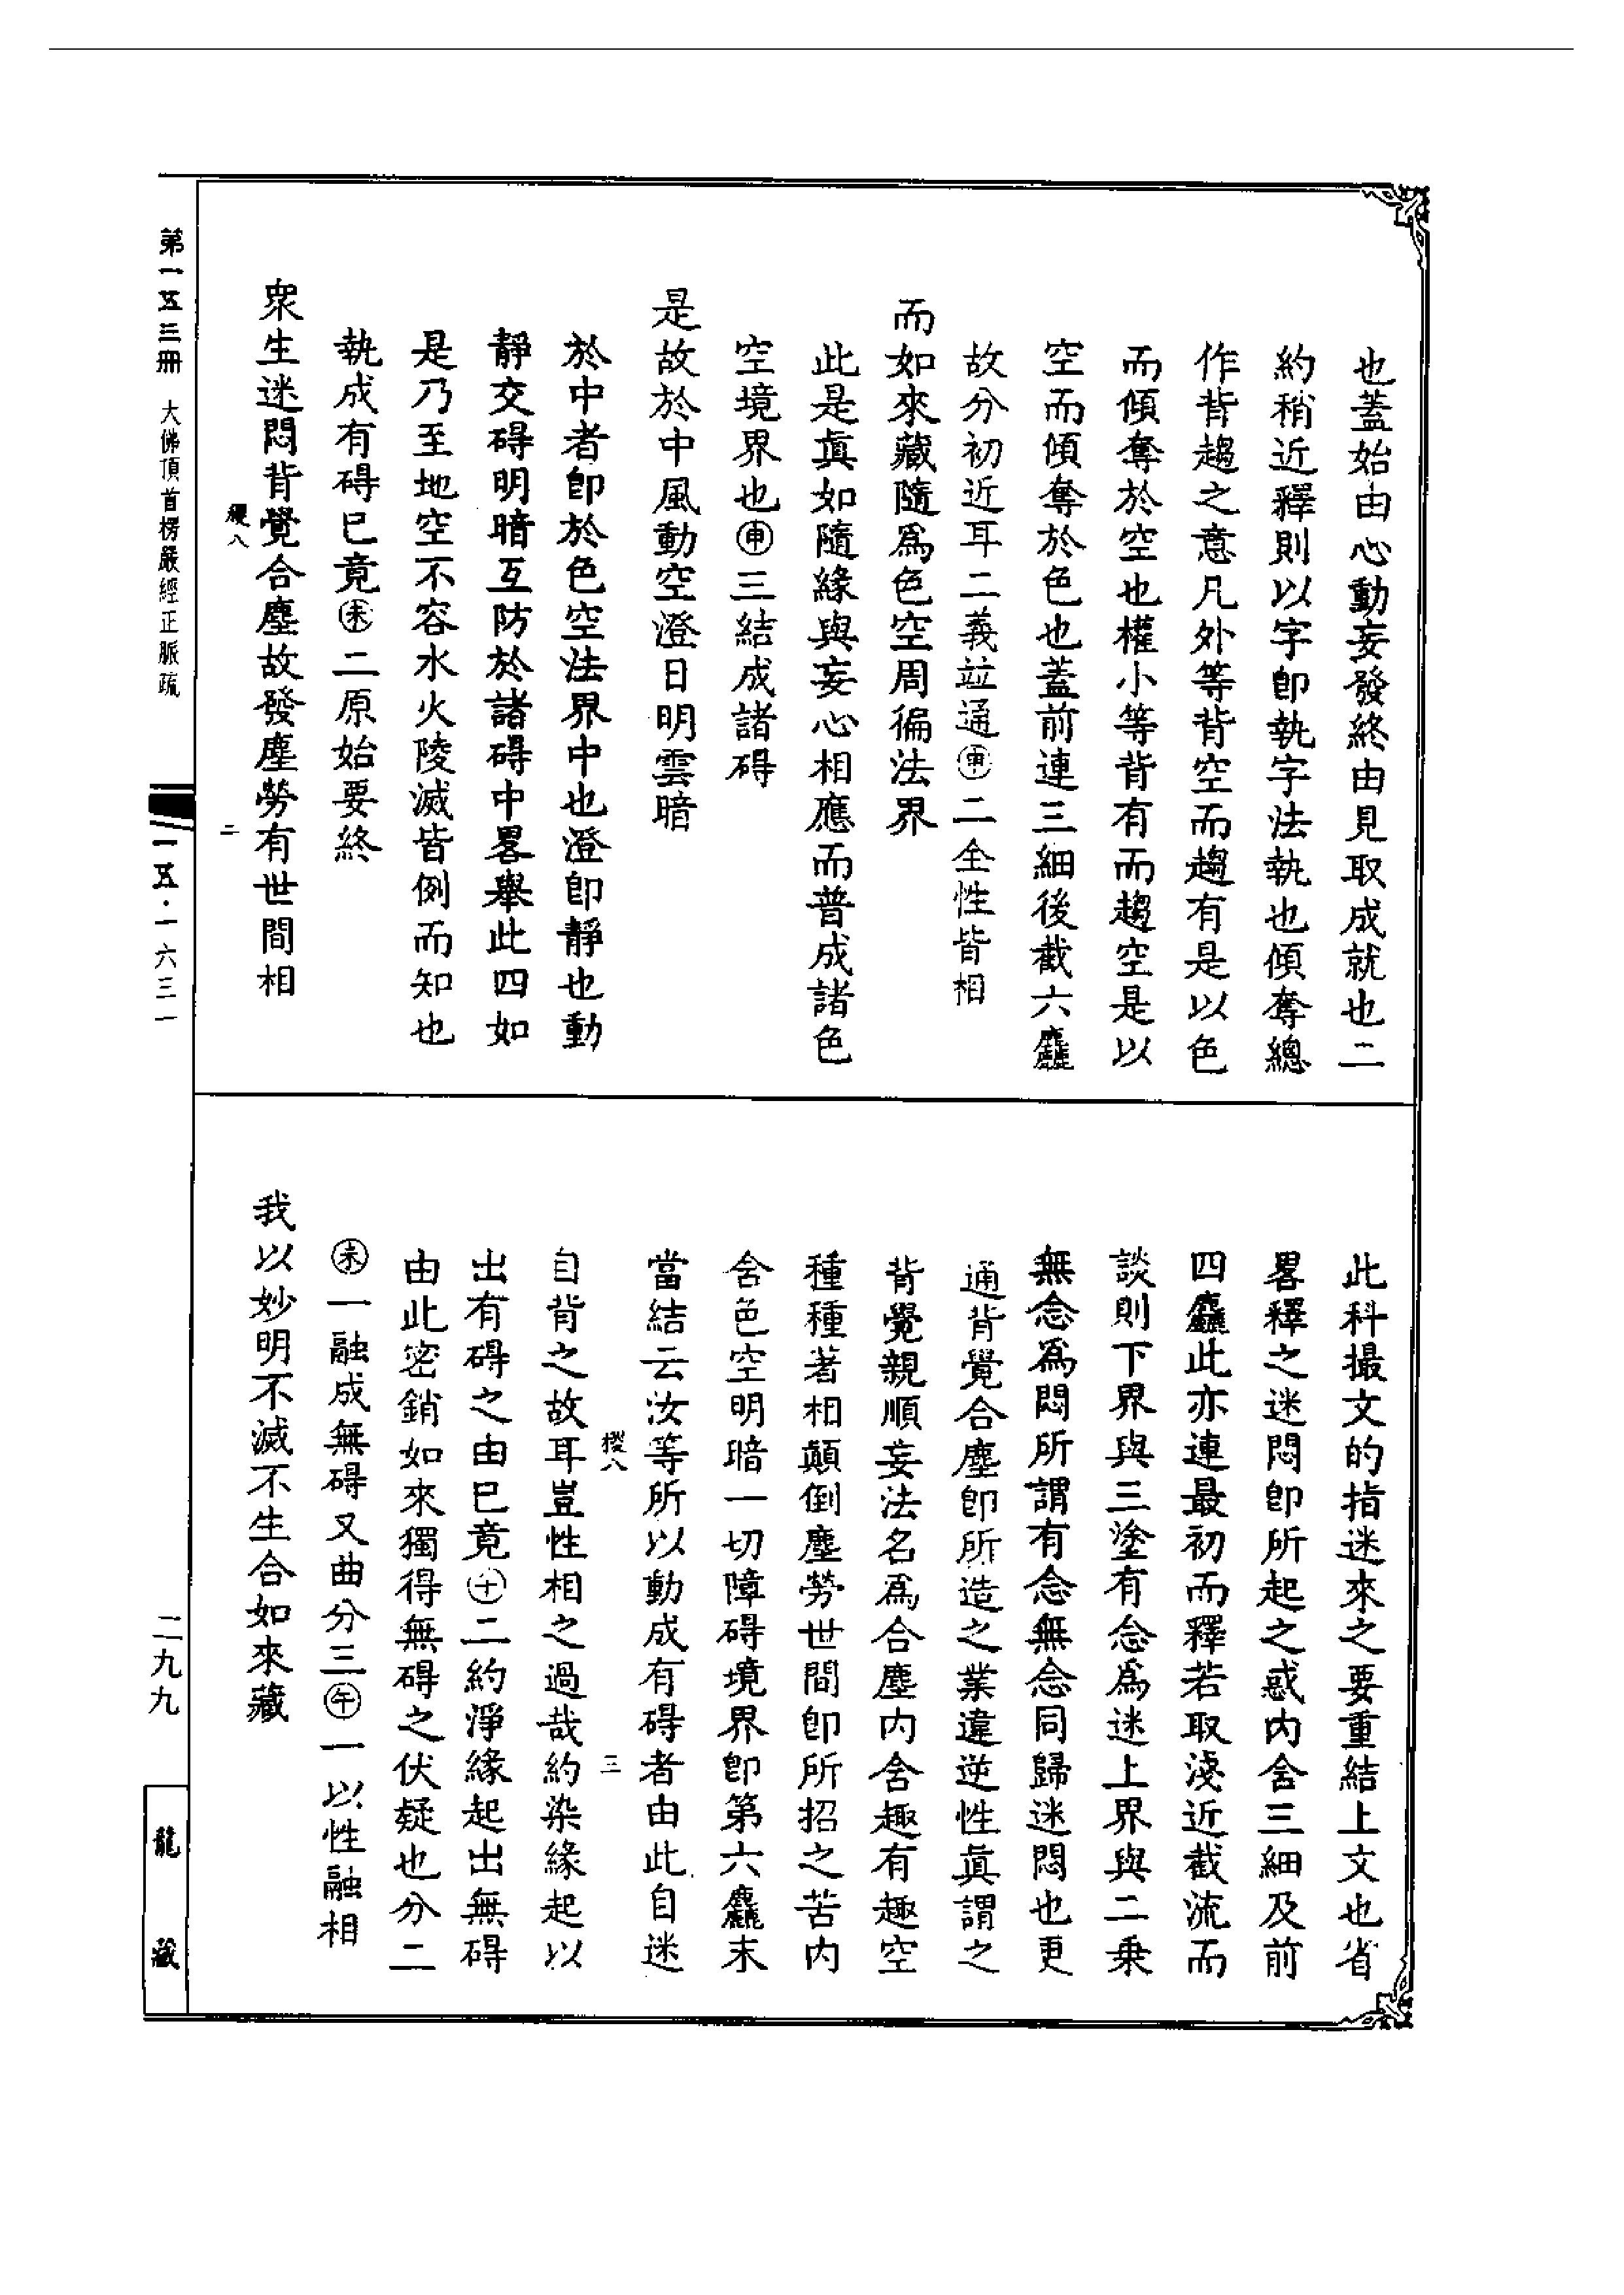 也蓋始由心動妄發終由見取成就也二
約稍近釋則以字卽執字法執也傾奪總
作背趨之意凡外等背空而趨有是以色
而傾奪於空也權小等背有而趨空是以
空而傾奪於色也蓋前連三細後截六麤
故分初近耳二義竝通㊥二全性皆相
而如來藏隨爲色空周徧法界
此是眞如隨緣與妄心相應而普成諸色
空境界也申三結成諸碍
是故於中風動空澄日明雲暗
於中者卽於色空法界中也澄卽靜也動
靜交碍明暗互防於諸碍中畧舉此四如
是乃至地空不容水火陵滅皆例而知也
執成有碍已竟未二原始要終
衆生迷悶背覺合塵故發塵勞有世間相
二
此科撮文的指迷來之要重結上文也省
畧釋之迷悶卽所起之惑内含三細及前
四麤此亦連最初而釋若取淺近截流而
談則下界與三塗有念爲迷上界與二乗
無念爲悶所謂有念無念同歸迷悶也更
通背覺合塵卽所造之業違逆性眞謂之
背覺親順妄法名爲合塵内含趣有趣空
種種著相顛倒塵勞世間卽所招之苦内
含色空明暗一切障碍境界卽第六麤末
當結云汝等所以動成有碍者由此自迷
三
自背之故耳豈性相之過哉約染緣起以
出有碍之由已竟十二約淨緣起出無碍
由此密銷如來獨得無碍之伏疑也分二
未一融成無碍又曲分三午一以性融相
我以妙明不滅不生合如來藏
第一五三册 大佛頂首楞嚴經正脈疏
一五·一六三一
二九九
龍藏